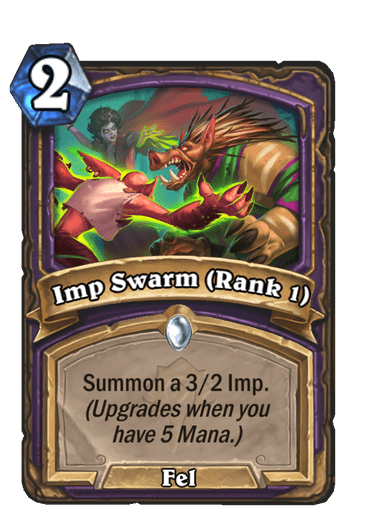 2
Imp Swarm (Rank 1)
Summon a 3/2 Imp.
(Upgrades when you
have 5 Mana.)
Fel